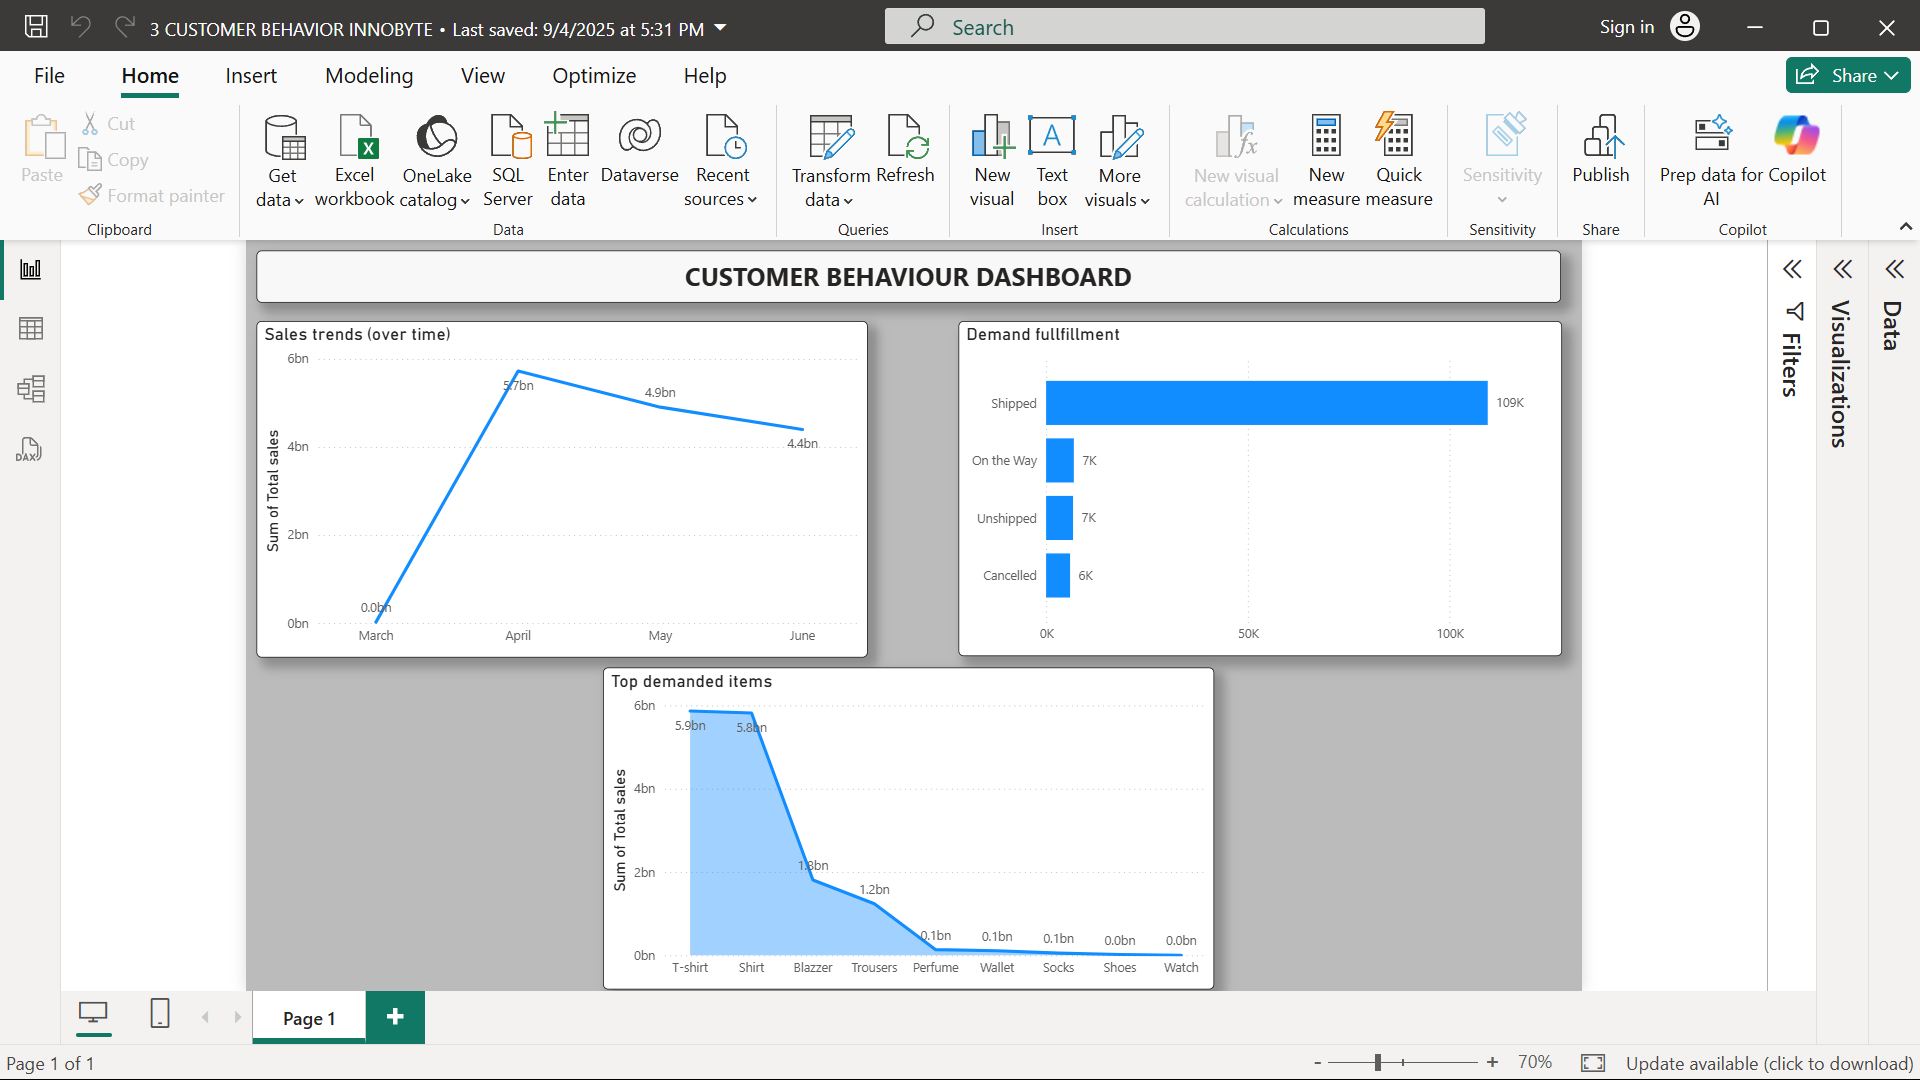 3 CUSTOMER BEHAVIOR INNOBYTE • Last saved: 9/4/2025 at 5:31 PM
Search
Sign in
File
Home
Insert
Modeling
View
Optimize
Help
Share
Paste
Cut
Copy
Format painter
Clipboard
Get data
Excel workbook
OneLake catalog
SQL Server
Enter data
Dataverse
Recent sources
Data
Transform data
Refresh
Queries
New visual
Text box
More visuals
Insert
New visual calculation
New measure
Quick measure
Calculations
Sensitivity
Sensitivity
Publish
Share
Prep data for AI
Copilot
Copilot
CUSTOMER BEHAVIOUR DASHBOARD
Sales trends (over time)
Sum of Total sales
6bn
4bn
2bn
0bn
0.0bn
5.7bn
4.9bn
4.4bn
March
April
May
June
Demand fullfillment
Shipped
109K
On the Way
7K
Unshipped
7K
Cancelled
6K
0K
50K
100K
Top demanded items
Sum of Total sales
6bn
4bn
2bn
0bn
5.9bn
5.8bn
1.8bn
1.2bn
0.1bn
0.1bn
0.1bn
0.0bn
0.0bn
T-shirt
Shirt
Blazzer
Trousers
Perfume
Wallet
Socks
Shoes
Watch
Filters
Visualizations
Data
DAX
Page 1
Page 1 of 1
70%
Update available (click to download)